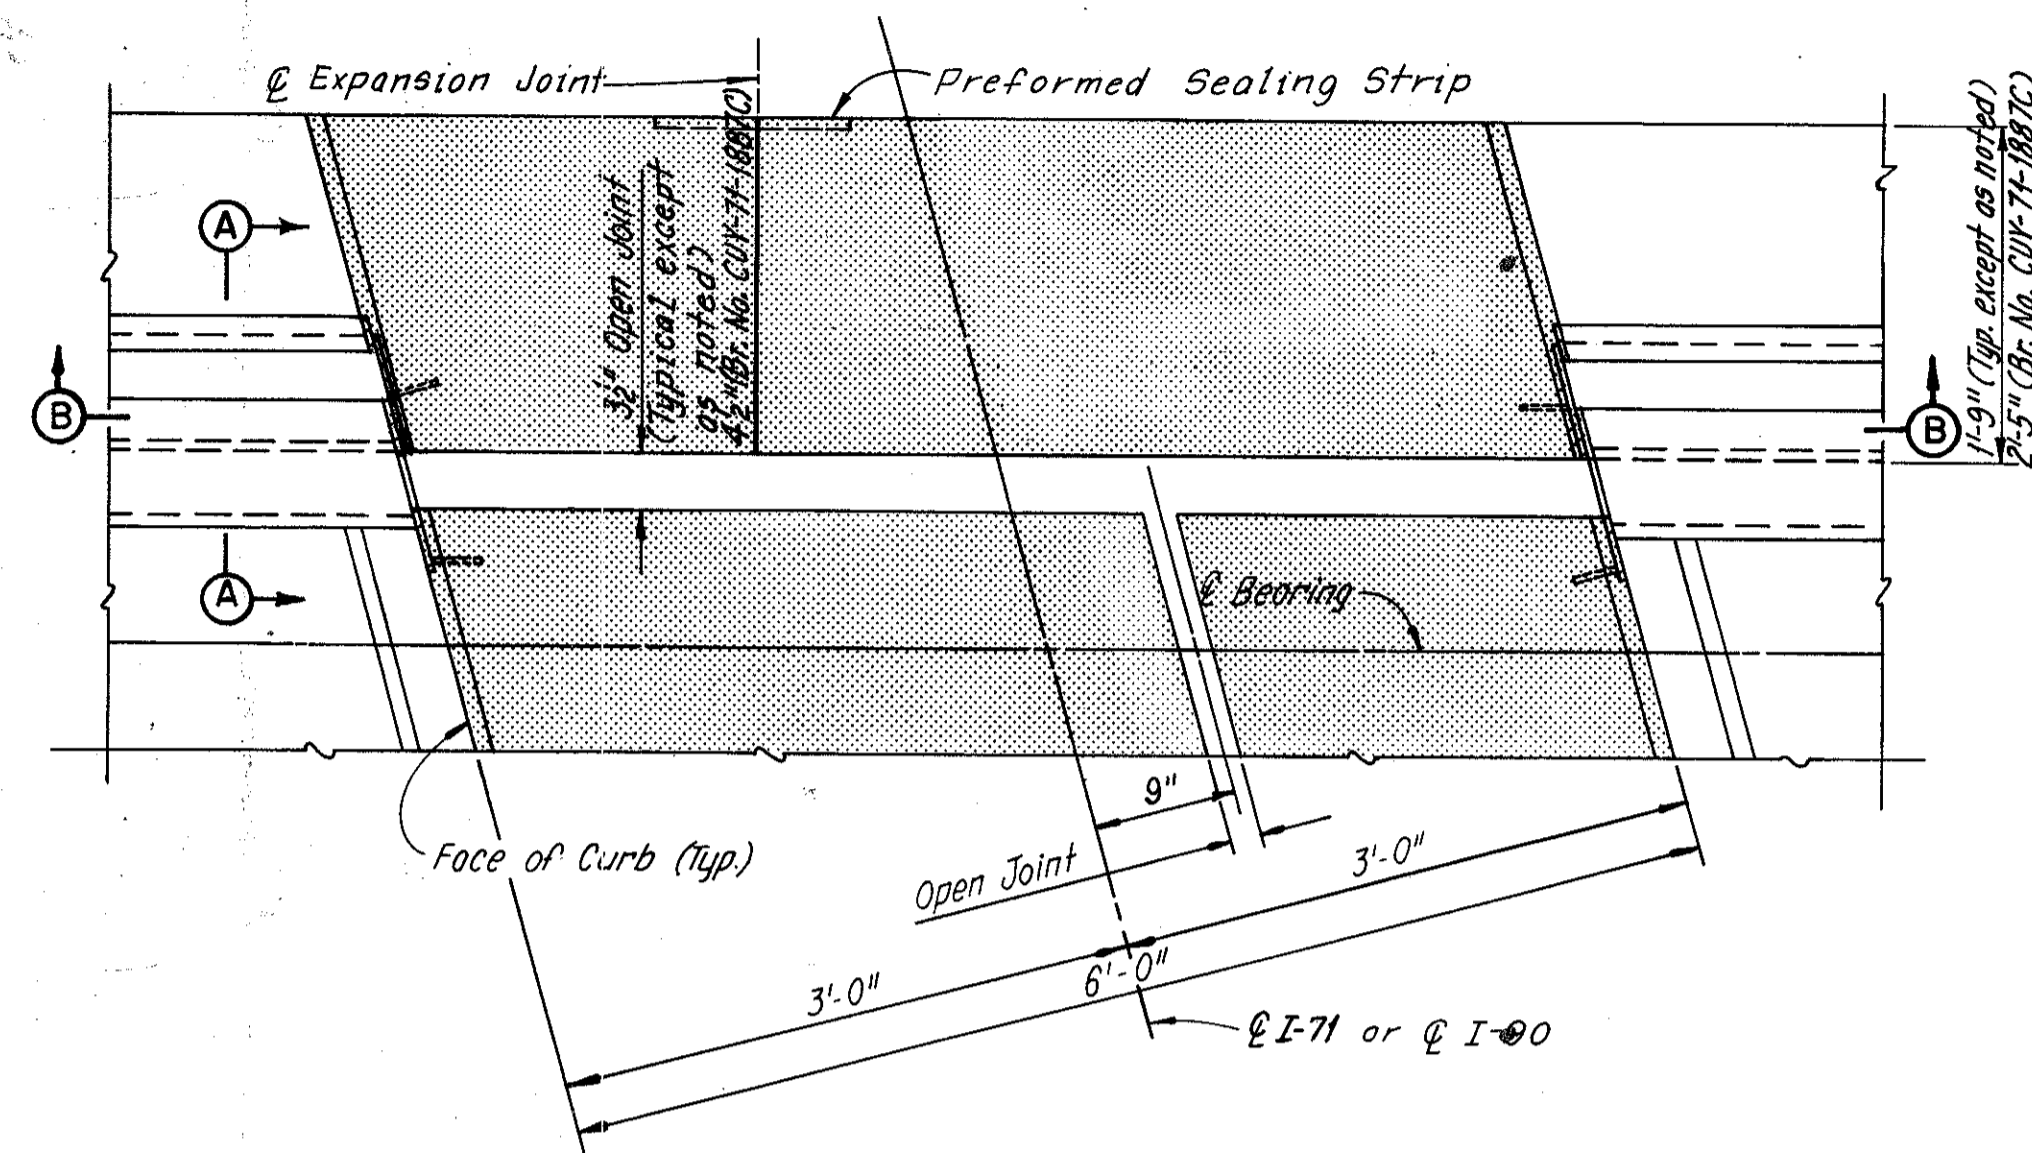 ℄ Expansion Joint
Preformed Sealing Strip
3½" Open Joint
(Typical except
as noted)
4½" (Br. No. CUY-71-1887C)
1'-9" (Typ. except as noted)
2'-5" (Br. No. CUY-71-1887C)
A
B
B
A
℄ Bearing
Face of Curb (Typ.)
9"
Open Joint
3'-0"
3'-0"
6'-0"
℄ I-71 or ℄